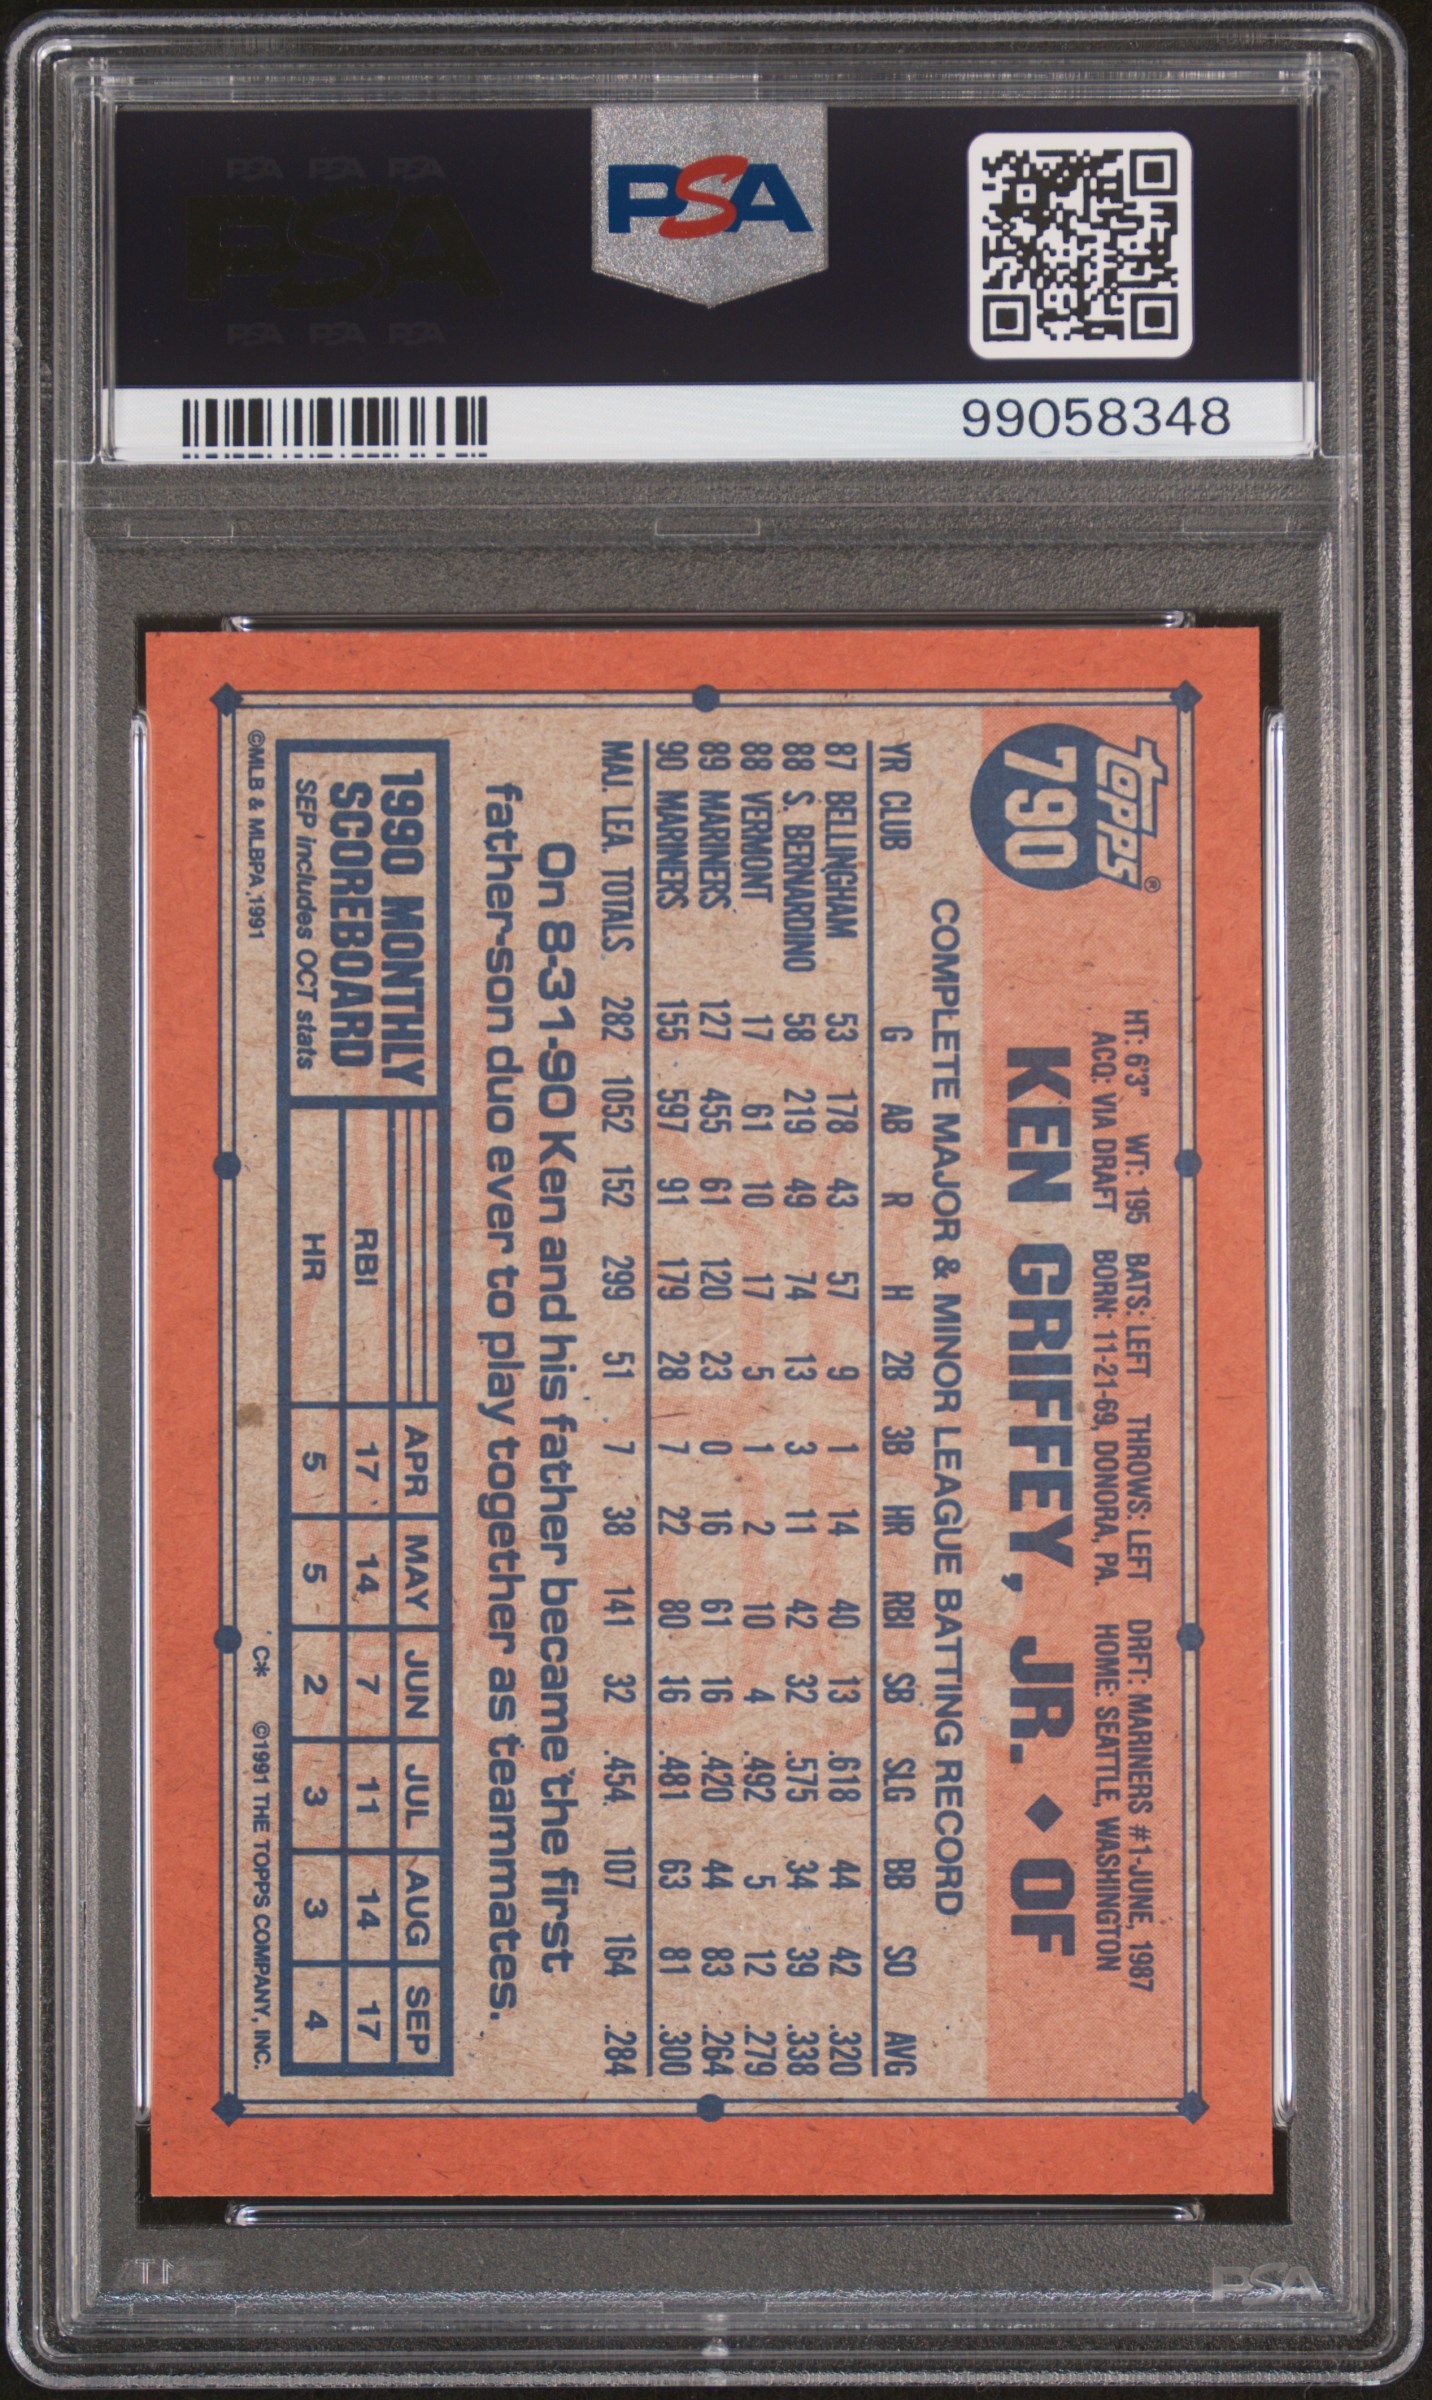 PSA PSA PSA
PSA
PSA PSA PSA
PSA
99058348
topps®
790
HT: 6'3" WT: 195 BATS: LEFT THROWS: LEFT DRFT: MARINERS #1-JUNE, 1987
ACQ: VIA DRAFT BORN: 11-21-69, DONORA, PA. HOME: SEATTLE, WASHINGTON
KEN GRIFFEY, JR. ◆ OF
COMPLETE MAJOR & MINOR LEAGUE BATTING RECORD
YR CLUB G AB R H 2B 3B HR RBI SB SLG BB SO AVG
87 BELLINGHAM 53 178 43 57 9 1 14 40 13 .618 44 42 .320
88 S. BERNARDINO 58 219 49 74 13 3 11 42 32 .575 34 39 .338
88 VERMONT 17 61 10 17 5 1 2 10 4 .492 5 12 .279
89 MARINERS 127 455 61 120 23 0 16 61 16 .420 44 83 .264
90 MARINERS 155 597 91 179 28 7 22 80 16 .481 63 81 .300
MAJ. LEA. TOTALS 282 1052 152 299 51 7 38 141 32 .454 107 164 .284
On 8-31-90 Ken and his father became the first
father-son duo ever to play together as teammates.
1990 MONTHLY
SCOREBOARD
SEP includes OCT stats
APR MAY JUN JUL AUG SEP
RBI 17 14 7 11 14 17
HR 5 5 2 3 3 4
©MLB & MLBPA, 1991 C* ©1991 THE TOPPS COMPANY, INC.
PSA